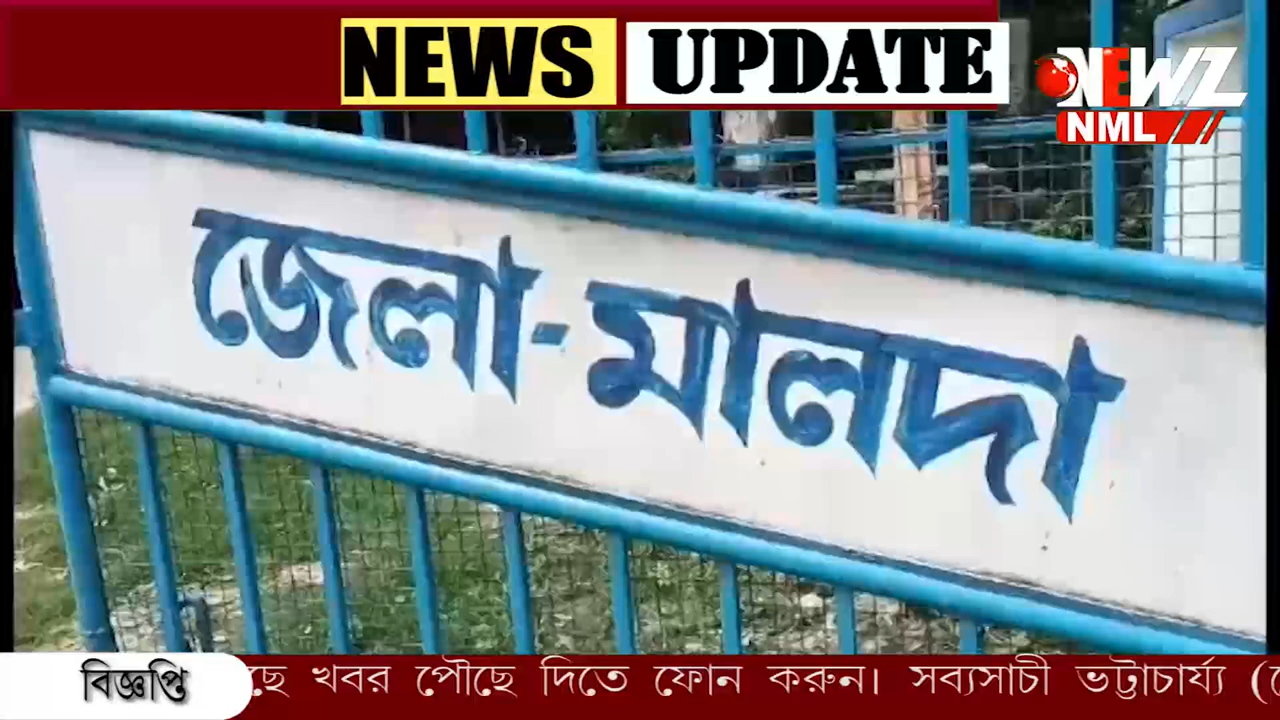 NEWS UPDATE
NEWZ
NML
জেলা-মালদা
বিজ্ঞপ্তি
ছে খবর পৌছে দিতে ফোন করুন। সব্যসাচী ভট্টাচার্য (